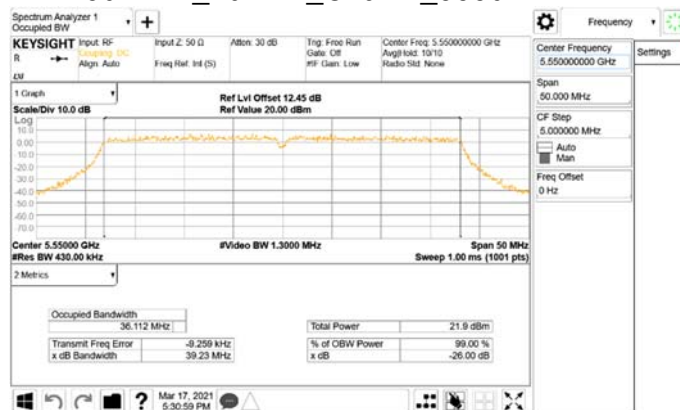 Spectrum Analyzer 1
Occupied BW
KEYSIGHT
Input: RF
Coupling: DC
Align: Auto
Input Z: 50 Ω
Freq Ref: Int (S)
Atten: 30 dB
Trig: Free Run
Gate: Off
#IF Gain: Low
Center Freq: 5.550000000 GHz
Avg|Hold: 10/10
Radio Std: None
R
LXI
1 Graph
Scale/Div 10.0 dB
Ref Lvl Offset 12.45 dB
Ref Value 20.00 dBm
Log
10.0
0.00
-10.0
-20.0
-30.0
-40.0
-50.0
-60.0
-70.0
Center 5.55000 GHz
#Video BW 1.3000 MHz
Span 50 MHz
#Res BW 430.00 kHz
Sweep 1.00 ms (1001 pts)
2 Metrics
Occupied Bandwidth
36.112 MHz
Total Power 21.9 dBm
Transmit Freq Error -9.259 kHz
% of OBW Power 99.00 %
x dB Bandwidth 39.23 MHz
x dB -26.00 dB
Mar 17, 2021
5:30:59 PM
Frequency
Settings
Center Frequency
5.550000000 GHz
Span
50.000 MHz
CF Step
5.000000 MHz
Auto
Man
Freq Offset
0 Hz